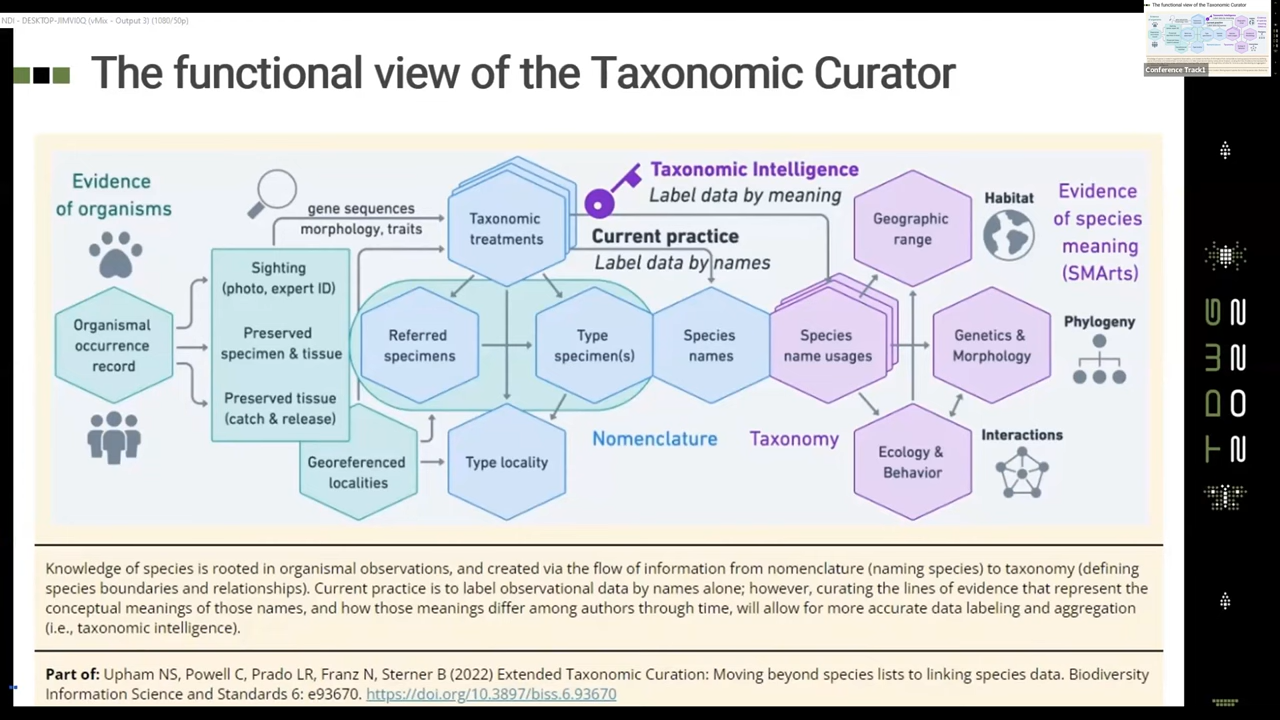 NDI - DESKTOP-JIMVJ0Q (vMix - Output 3) (1080/50p)
The functional view of the Taxonomic Curator
Conference Track1
The functional view of the Taxonomic Curator
Evidence
of organisms
Organismal
occurrence
record
Sighting
(photo, expert ID)
Preserved
specimen & tissue
Preserved tissue
(catch & release)
gene sequences
morphology, traits
Georeferenced
localities
Taxonomic
treatments
Referred
specimens
Type
specimen(s)
Type locality
Taxonomic Intelligence
Label data by meaning
Current practice
Label data by names
Species
names
Species
name usages
Nomenclature
Taxonomy
Geographic
range
Genetics &
Morphology
Ecology &
Behavior
Habitat
Phylogeny
Interactions
Evidence
of species
meaning
(SMArts)
Knowledge of species is rooted in organismal observations, and created via the flow of information from nomenclature (naming species) to taxonomy (defining
species boundaries and relationships). Current practice is to label observational data by names alone; however, curating the lines of evidence that represent the
conceptual meanings of those names, and how those meanings differ among authors through time, will allow for more accurate data labeling and aggregation
(i.e., taxonomic intelligence).
Part of: Upham NS, Powell C, Prado LR, Franz N, Sterner B (2022) Extended Taxonomic Curation: Moving beyond species lists to linking species data. Biodiversity
Information Science and Standards 6: e93670. https://doi.org/10.3897/biss.6.93670